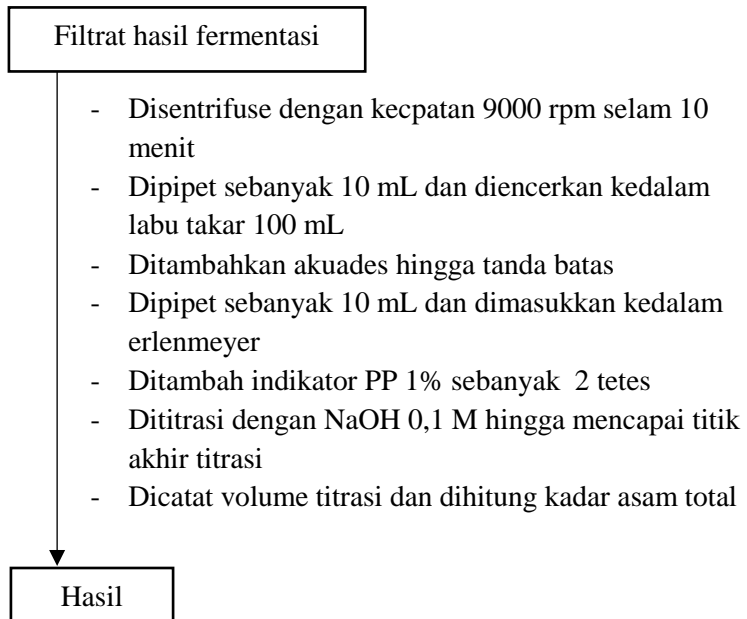 Filtrat hasil fermentasi
- Disentrifuse dengan kecpatan 9000 rpm selam 10
menit
- Dipipet sebanyak 10 mL dan diencerkan kedalam
labu takar 100 mL
- Ditambahkan akuades hingga tanda batas
- Dipipet sebanyak 10 mL dan dimasukkan kedalam
erlenmeyer
- Ditambah indikator PP 1% sebanyak 2 tetes
- Dititrasi dengan NaOH 0,1 M hingga mencapai titik
akhir titrasi
- Dicatat volume titrasi dan dihitung kadar asam total
Hasil